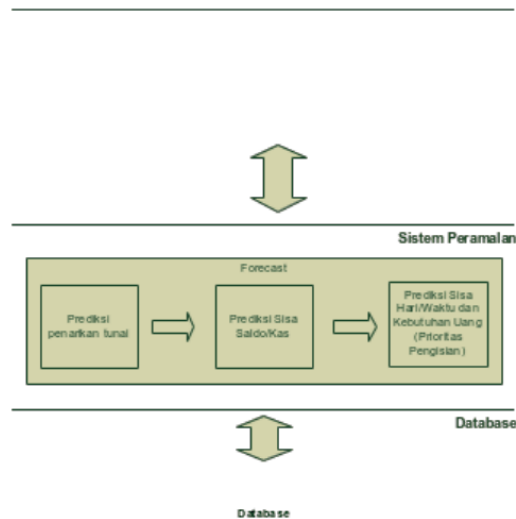 Sistem Peramalan
Forecast
Prediksi
penarikan tunai
Prediksi Sisa
Saldo/Kas
Prediksi Sisa
Hari/Waktu dan
Kebutuhan Uang
(Prioritas
Pengisian)
Database
Database